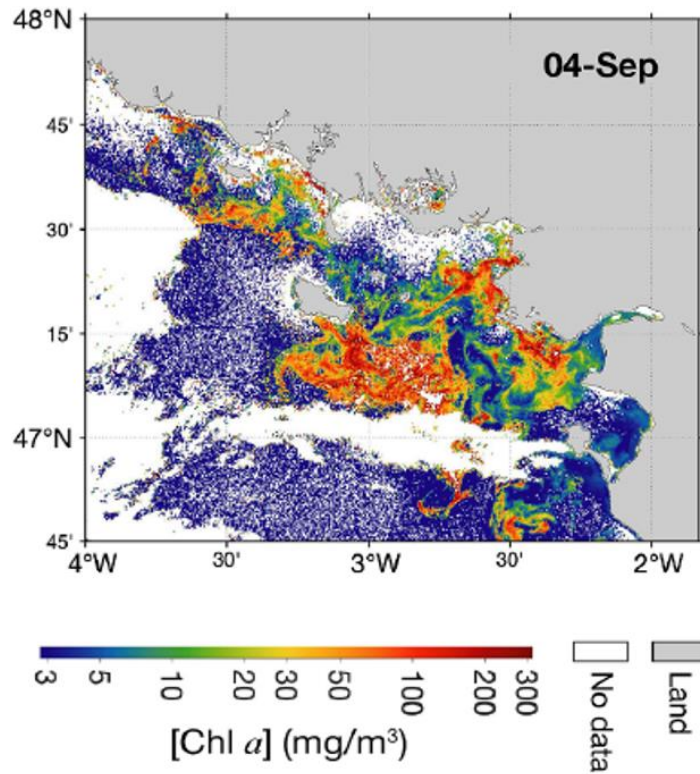 48°N
04-Sep
45'
30'
15'
47°N
45'
4°W 30' 3°W 30' 2°W
3 5 10 20 30 50 100 200 300
[Chl a] (mg/m³)
No data
Land